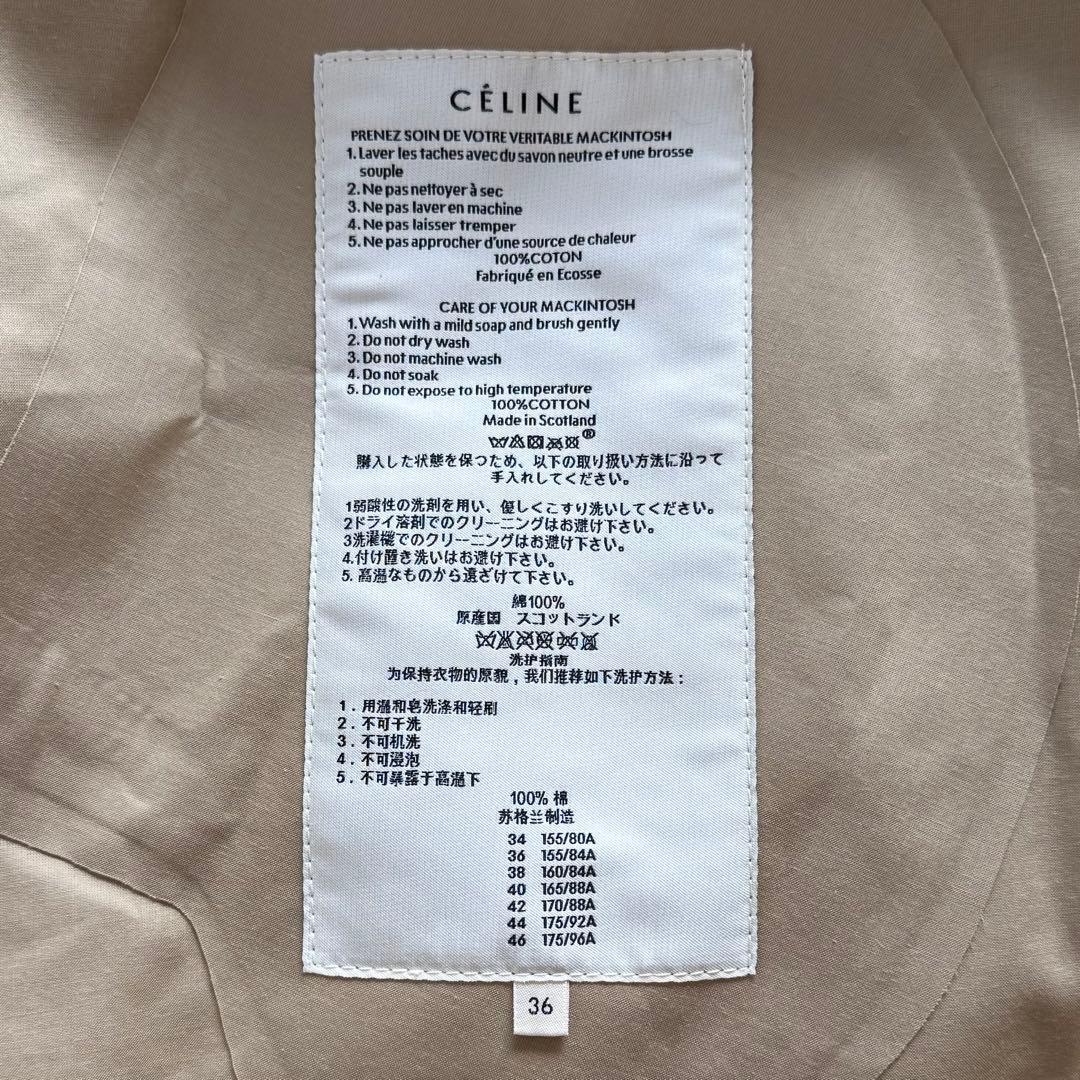 CÉLINE
PRENEZ SOIN DE VOTRE VERITABLE MACKINTOSH
1. Laver les taches avec du savon neutre et une brosse
souple
2. Ne pas nettoyer à sec
3. Ne pas laver en machine
4. Ne pas laisser tremper
5. Ne pas approcher d'une source de chaleur
100%COTON
Fabriqué en Ecosse
CARE OF YOUR MACKINTOSH
1. Wash with a mild soap and brush gently
2. Do not dry wash
3. Do not machine wash
4. Do not soak
5. Do not expose to high temperature
100%COTTON
Made in Scotland
®
購入した状態を保つため、以下の取り扱い方法に沿って
手入れしてください。
1弱酸性の洗剤を用い、優しくこすり洗いしてください。
2ドライ溶剤でのクリーニングはお避け下さい。
3洗濯機でのクリーニングはお避け下さい。
4.付け置き洗いはお避け下さい。
5. 高温なものから遠ざけて下さい。
綿100%
原産国 スコットランド
洗护指南
为保持衣物的原貌，我们推荐如下洗护方法：
1．用温和皂洗涤和轻刷
2．不可干洗
3．不可机洗
4．不可浸泡
5．不可暴露于高温下
100% 棉
苏格兰制造
34 155/80A
36 155/84A
38 160/84A
40 165/88A
42 170/88A
44 175/92A
46 175/96A
36